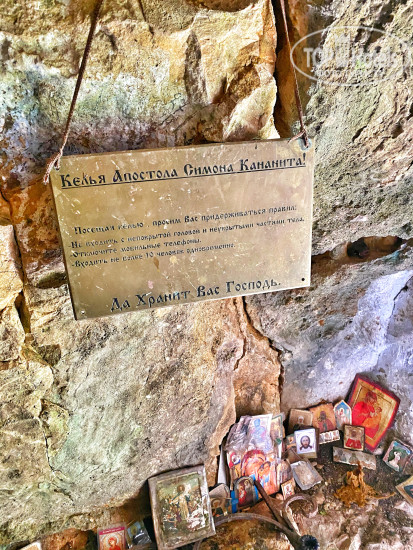 Келья Апостола Симона Кананита!
Посещая келью, просим Вас придерживаться правил:
-Не входить с непокрытой головой и неукрытыми частями тела.
-Отключите мобильные телефоны.
-Входить не более 10 человек одновременно.
Да Хранит Вас Господь.